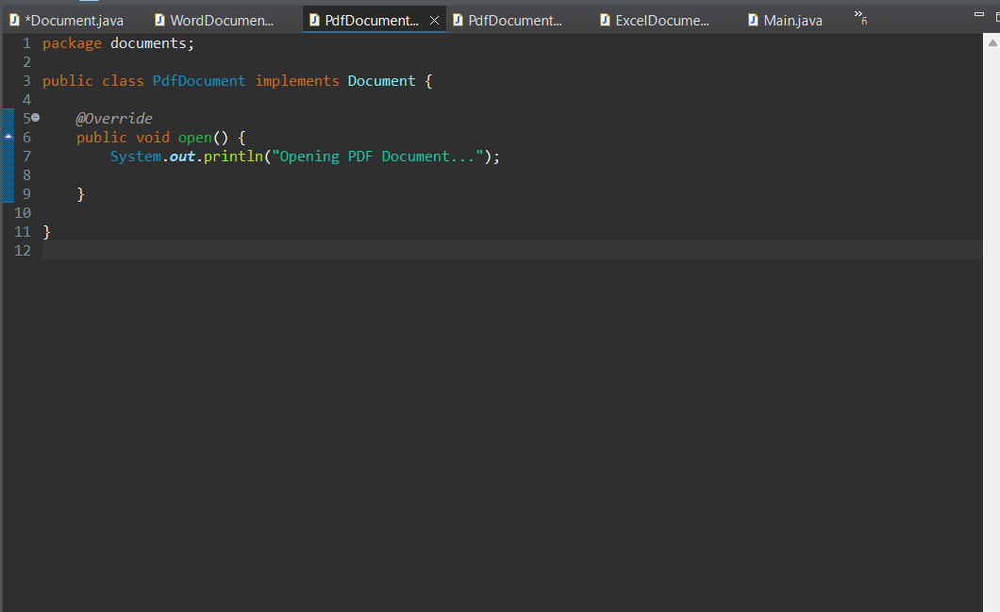 *Document.java WordDocumen... PdfDocument... PdfDocument... ExcelDocume... Main.java »6
1 package documents;
2
3 public class PdfDocument implements Document {
4
5 @Override
6 public void open() {
7 System.out.println("Opening PDF Document...");
8
9 }
10
11 }
12